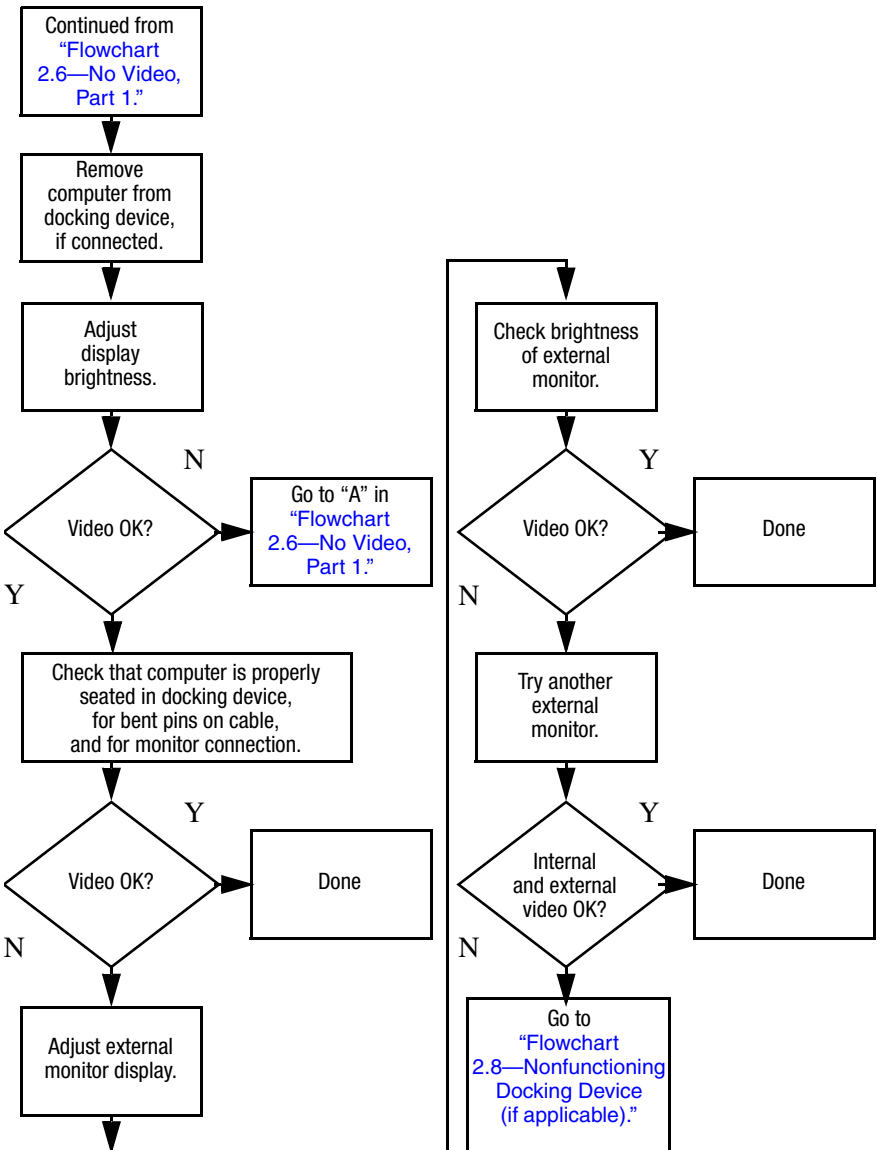 Continued from
“Flowchart
2.6—No Video,
Part 1.”
Remove
computer from
docking device,
if connected.
Adjust
display
brightness.
N
Video OK?
Go to “A” in
“Flowchart
2.6—No Video,
Part 1.”
Y
Check that computer is properly
seated in docking device,
for bent pins on cable,
and for monitor connection.
Y
Video OK?
Done
N
Adjust external
monitor display.
Check brightness
of external
monitor.
Y
Video OK?
Done
N
Try another
external
monitor.
Y
Internal
and external
video OK?
Done
N
Go to
“Flowchart
2.8—Nonfunctioning
Docking Device
(if applicable).”